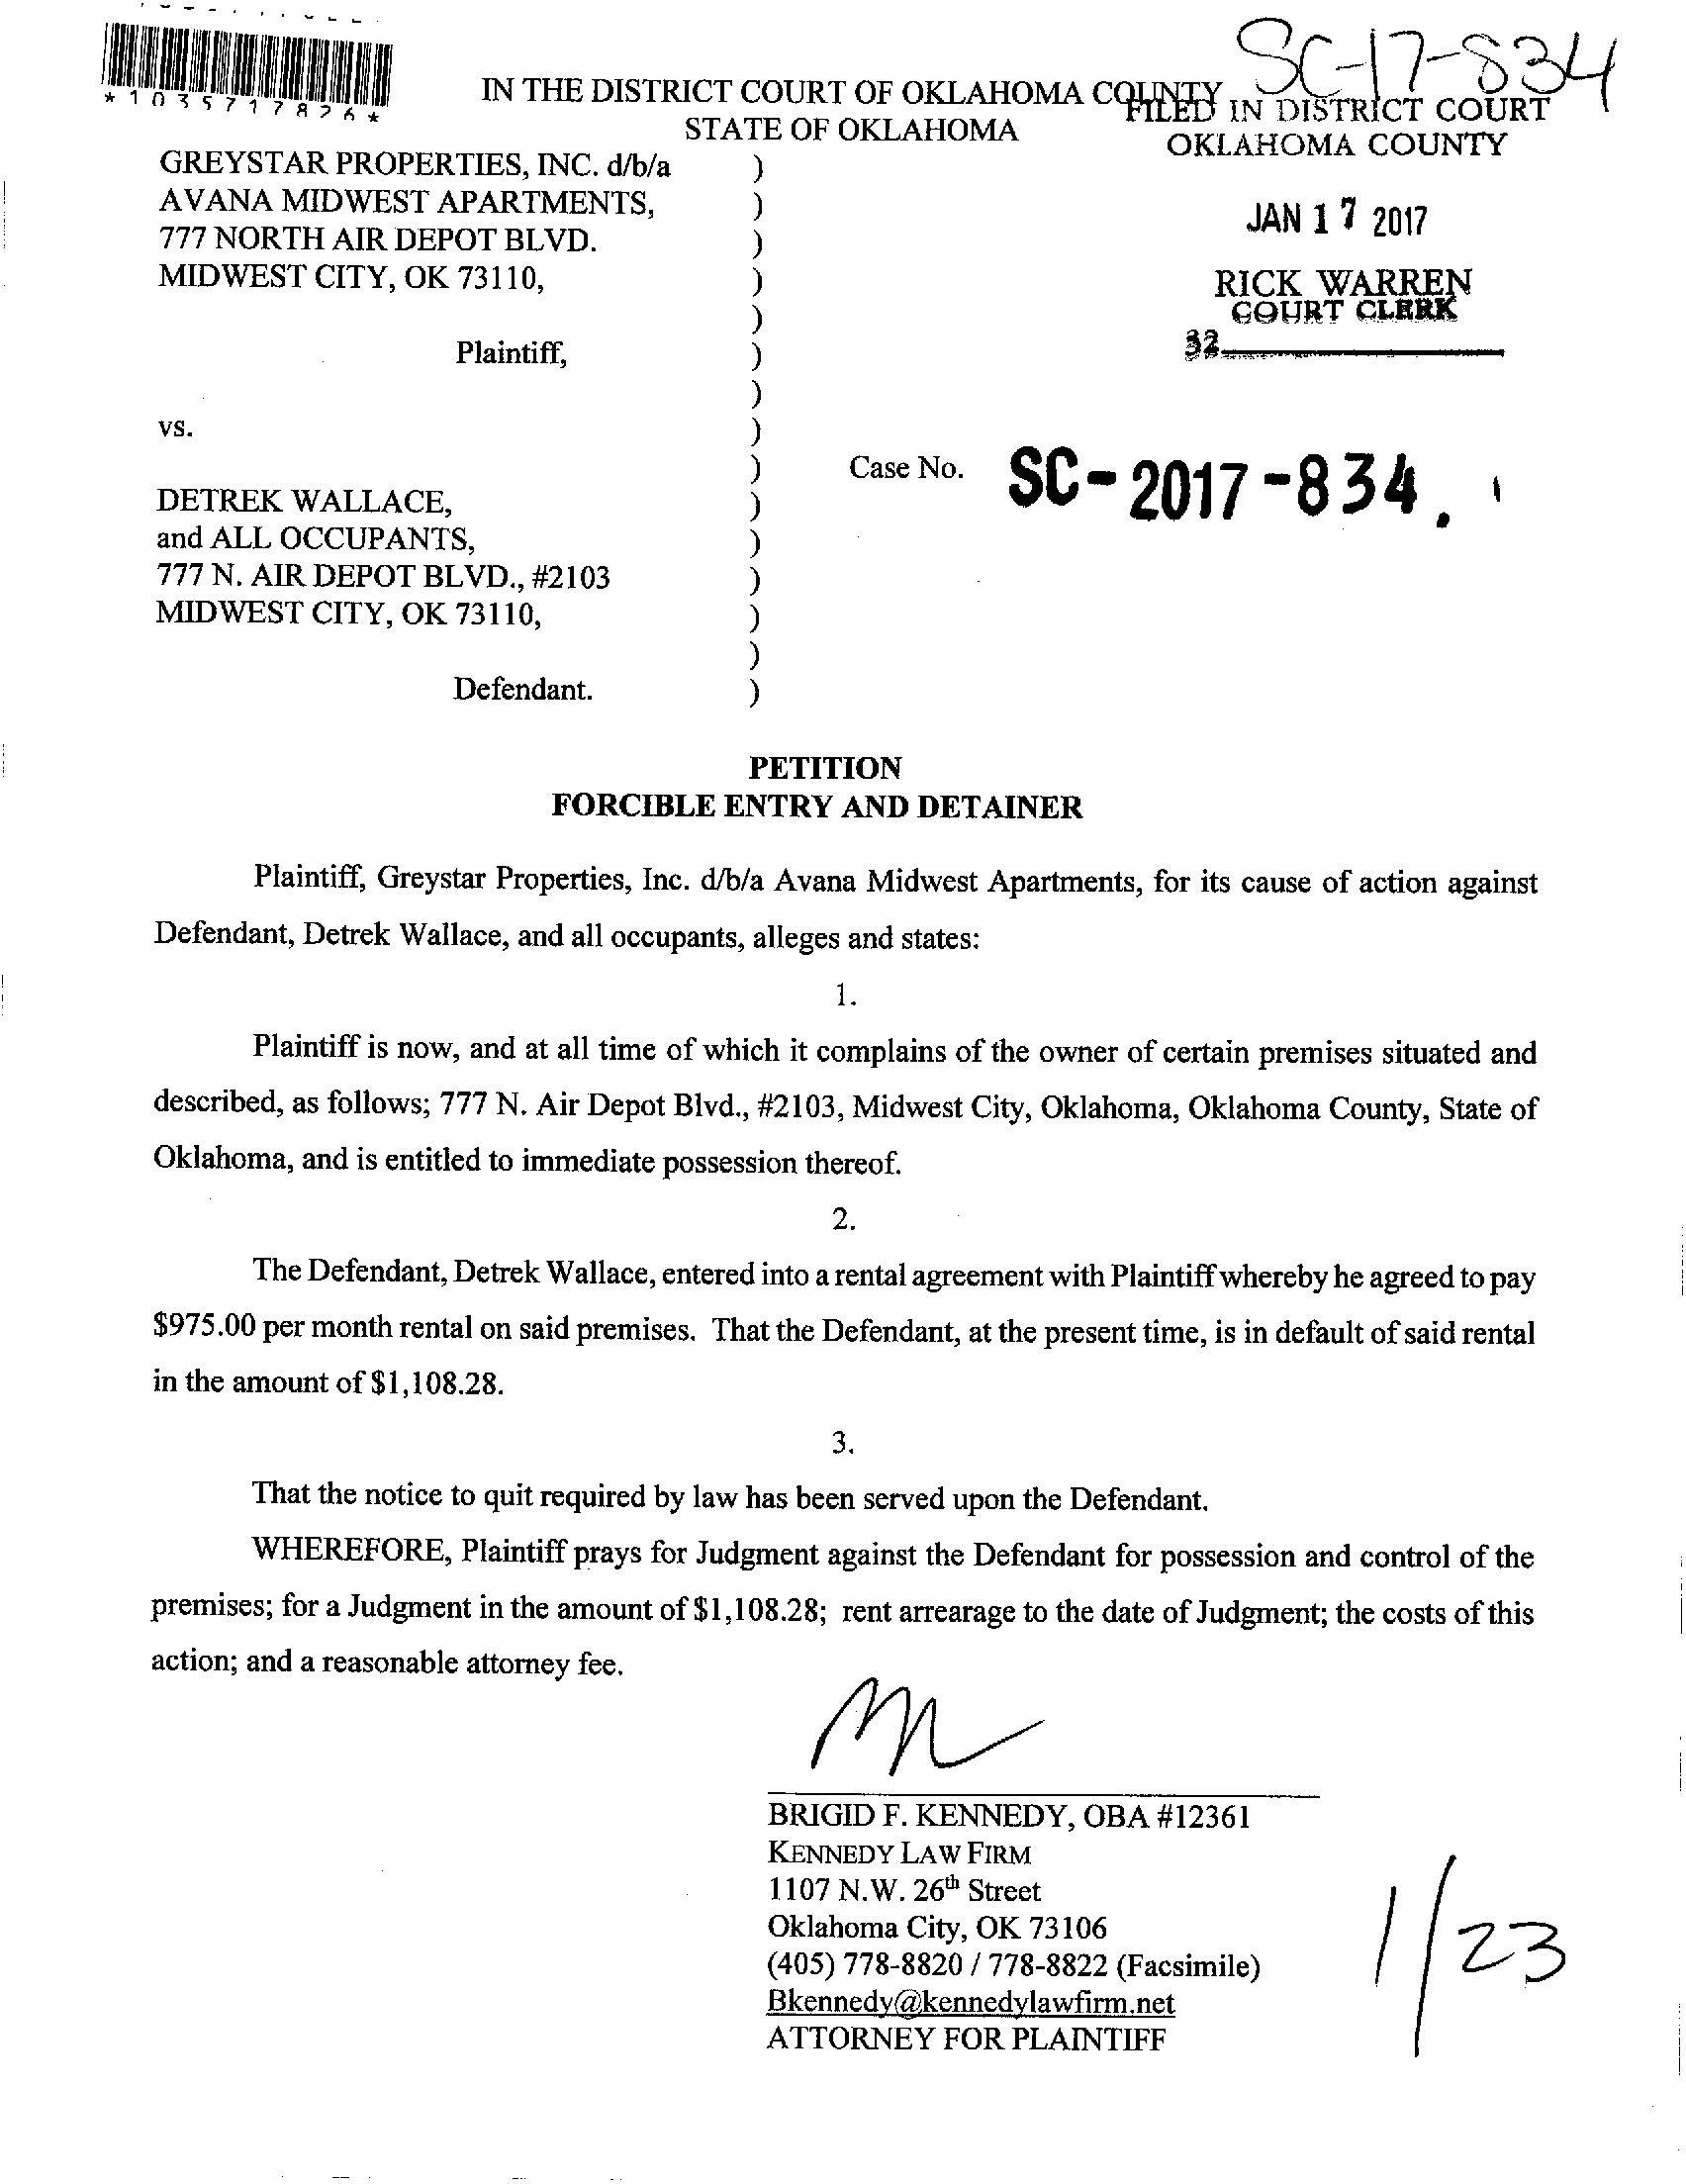 SC-17-834
*1035717826*
IN THE DISTRICT COURT OF OKLAHOMA COUNTY
STATE OF OKLAHOMA
FILED IN DISTRICT COURT
OKLAHOMA COUNTY
JAN 17 2017
RICK WARREN
COURT CLERK
32
GREYSTAR PROPERTIES, INC. d/b/a )
AVANA MIDWEST APARTMENTS, )
777 NORTH AIR DEPOT BLVD. )
MIDWEST CITY, OK 73110, )
)
Plaintiff, )
)
vs. )
) Case No. SC-2017-834.
DETREK WALLACE, )
and ALL OCCUPANTS, )
777 N. AIR DEPOT BLVD., #2103 )
MIDWEST CITY, OK 73110, )
)
Defendant. )
PETITION
FORCIBLE ENTRY AND DETAINER
Plaintiff, Greystar Properties, Inc. d/b/a Avana Midwest Apartments, for its cause of action against
Defendant, Detrek Wallace, and all occupants, alleges and states:
1.
Plaintiff is now, and at all time of which it complains of the owner of certain premises situated and
described, as follows; 777 N. Air Depot Blvd., #2103, Midwest City, Oklahoma, Oklahoma County, State of
Oklahoma, and is entitled to immediate possession thereof.
2.
The Defendant, Detrek Wallace, entered into a rental agreement with Plaintiff whereby he agreed to pay
$975.00 per month rental on said premises. That the Defendant, at the present time, is in default of said rental
in the amount of $1,108.28.
3.
That the notice to quit required by law has been served upon the Defendant.
WHEREFORE, Plaintiff prays for Judgment against the Defendant for possession and control of the
premises; for a Judgment in the amount of $1,108.28; rent arrearage to the date of Judgment; the costs of this
action; and a reasonable attorney fee.
BRIGID F. KENNEDY, OBA #12361
KENNEDY LAW FIRM
1107 N.W. 26th Street
Oklahoma City, OK 73106
(405) 778-8820 / 778-8822 (Facsimile)
Bkennedy@kennedylawfirm.net
ATTORNEY FOR PLAINTIFF
1/23